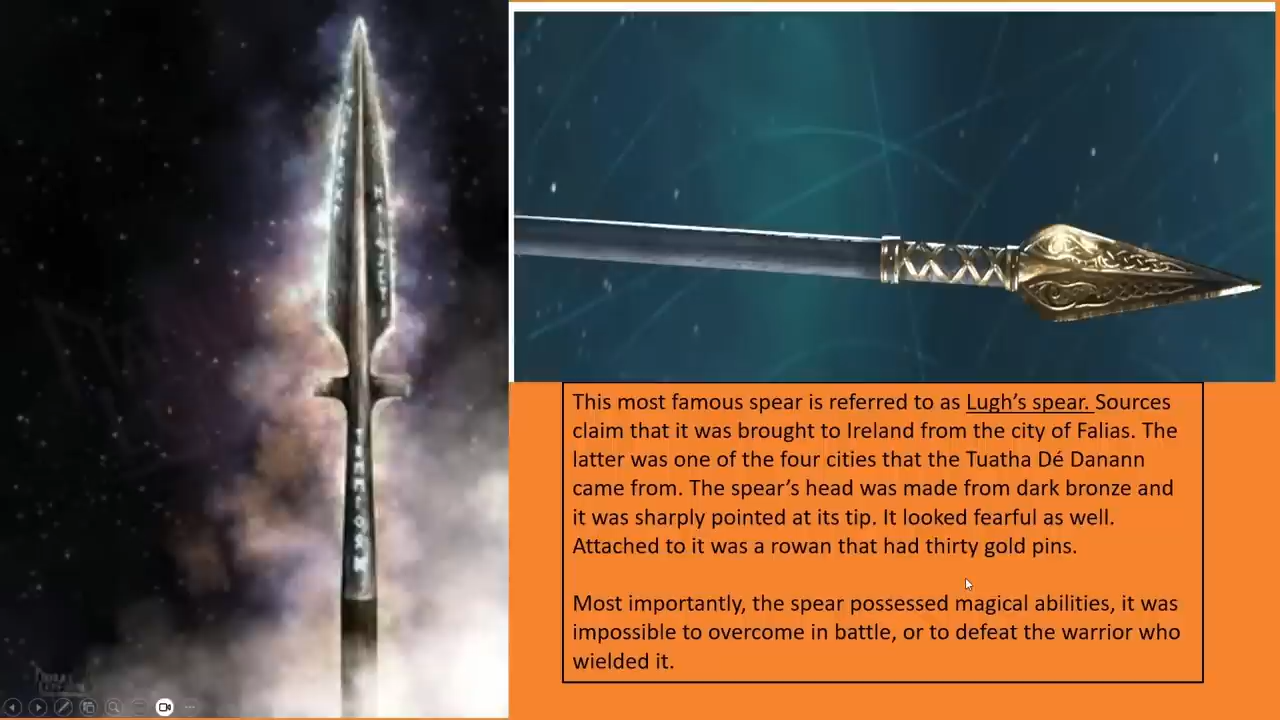 This most famous spear is referred to as Lugh’s spear. Sources
claim that it was brought to Ireland from the city of Falias. The
latter was one of the four cities that the Tuatha Dé Danann
came from. The spear’s head was made from dark bronze and
it was sharply pointed at its tip. It looked fearful as well.
Attached to it was a rowan that had thirty gold pins.
Most importantly, the spear possessed magical abilities, it was
impossible to overcome in battle, or to defeat the warrior who
wielded it.